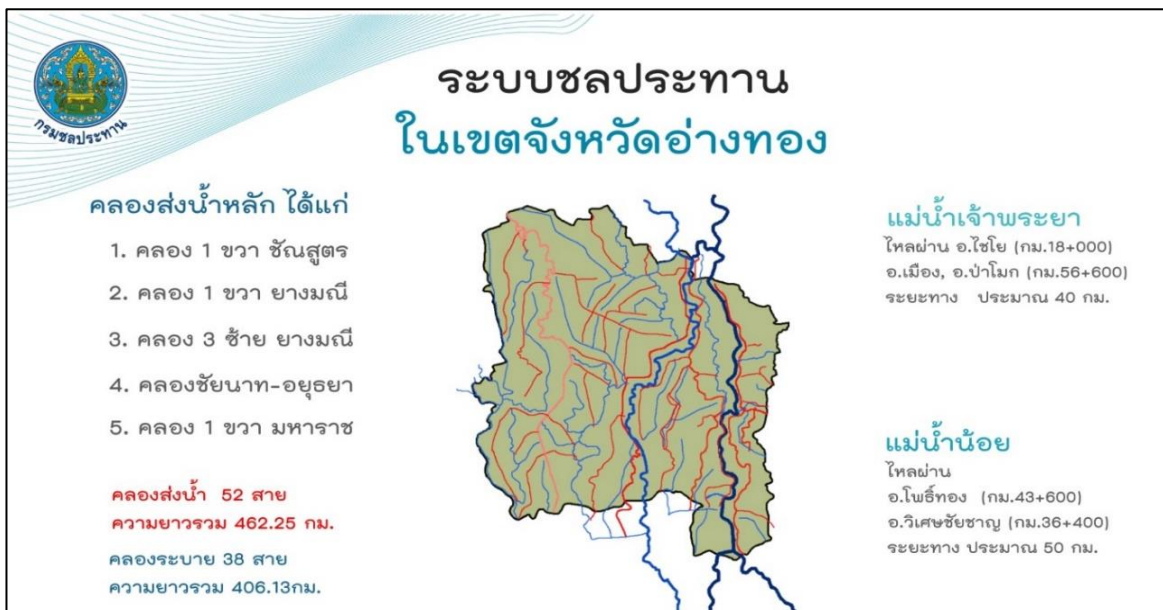 กรมชลประทาน
ระบบชลประทาน
ในเขตจังหวัดอ่างทอง
คลองส่งน้ำหลัก ได้แก่
1. คลอง 1 ขวา ชัณสูตร
2. คลอง 1 ขวา ยางมณี
3. คลอง 3 ซ้าย ยางมณี
4. คลองชัยนาท-อยุธยา
5. คลอง 1 ขวา มหาราช
คลองส่งน้ำ 52 สาย
ความยาวรวม 462.25 กม.
คลองระบาย 38 สาย
ความยาวรวม 406.13กม.
แม่น้ำเจ้าพระยา
ไหลผ่าน อ.ไชโย (กม.18+000)
อ.เมือง, อ.ป่าโมก (กม.56+600)
ระยะทาง ประมาณ 40 กม.
แม่น้ำน้อย
ไหลผ่าน
อ.โพธิ์ทอง (กม.43+600)
อ.วิเศษชัยชาญ (กม.36+400)
ระยะทาง ประมาณ 50 กม.